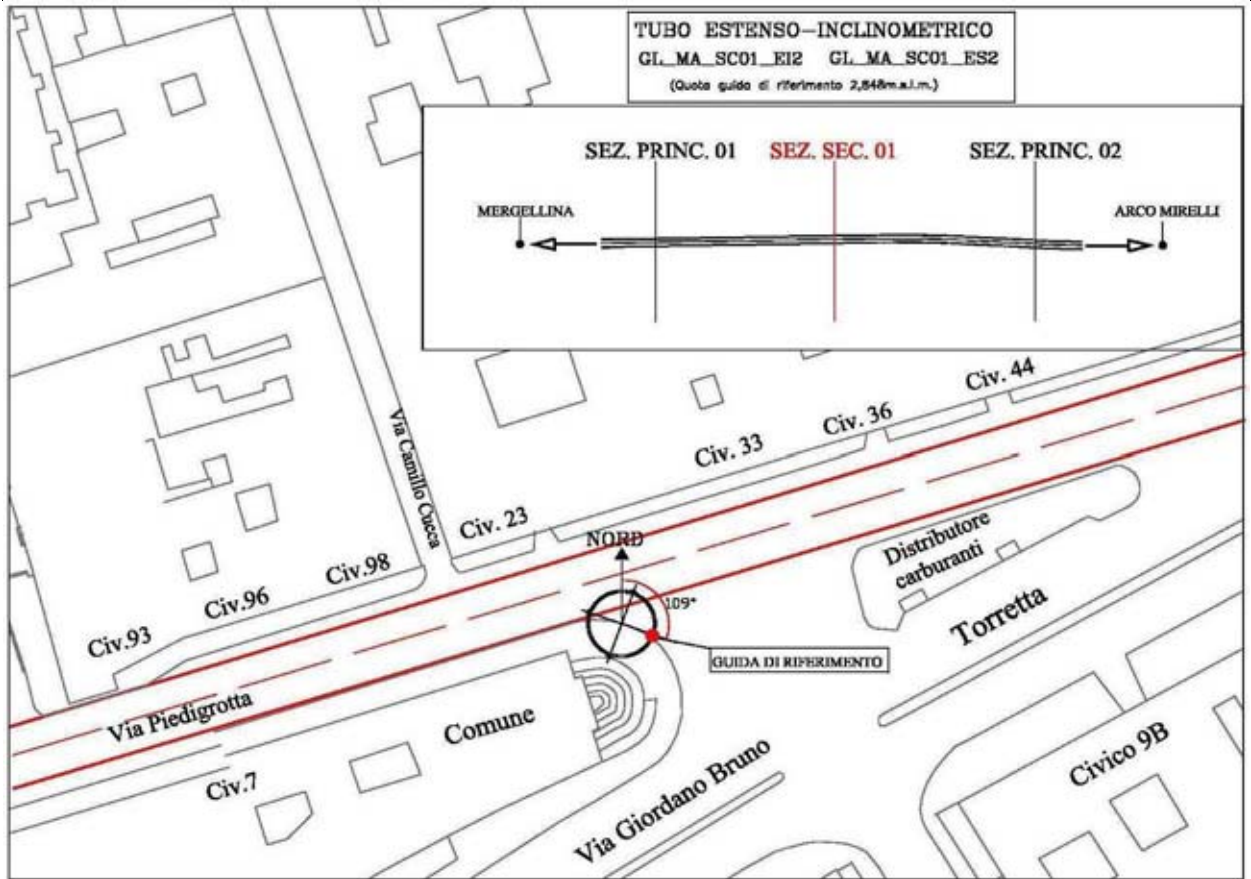 TUBO ESTENSO-INCLINOMETRICO
GL_MA_SC01_EI2 GL_MA_SC01_ES2
(Quota guida di riferimento 2,848m.s.l.m.)
SEZ. PRINC. 01 SEZ. SEC. 01 SEZ. PRINC. 02
MERGELLINA ARCO MIRELLI
Civ. 44
Civ. 36
Civ. 33
Via Camillo Cucca
Civ. 23
NORD
Distributore
carburanti
Civ.98
Civ.96
109°
Torretta
Civ.93
GUIDA DI RIFERIMENTO
Via Piedigrotta
Comune
Civico 9B
Civ.7
Via Giordano Bruno